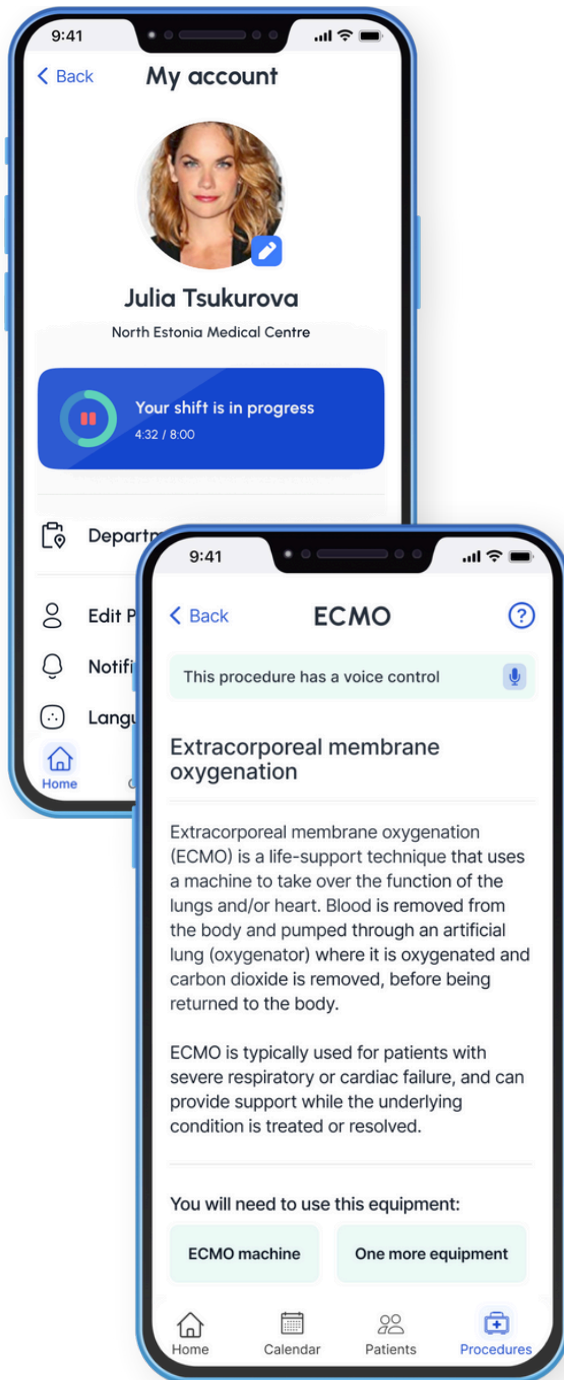 9:41
Back
My account
Julia Tsukurova
North Estonia Medical Centre
Your shift is in progress
4:32 / 8:00
Edit P
Home
9:41
Back
ECMO
?
This procedure has a voice control
Extracorporeal membrane
oxygenation
Extracorporeal membrane oxygenation
(ECMO) is a life-support technique that uses
a machine to take over the function of the
lungs and/or heart. Blood is removed from
the body and pumped through an artificial
lung (oxygenator) where it is oxygenated and
carbon dioxide is removed, before being
returned to the body.
ECMO is typically used for patients with
severe respiratory or cardiac failure, and can
provide support while the underlying
condition is treated or resolved.
You will need to use this equipment:
ECMO machine
One more equipment
Home
Calendar
Patients
Procedures